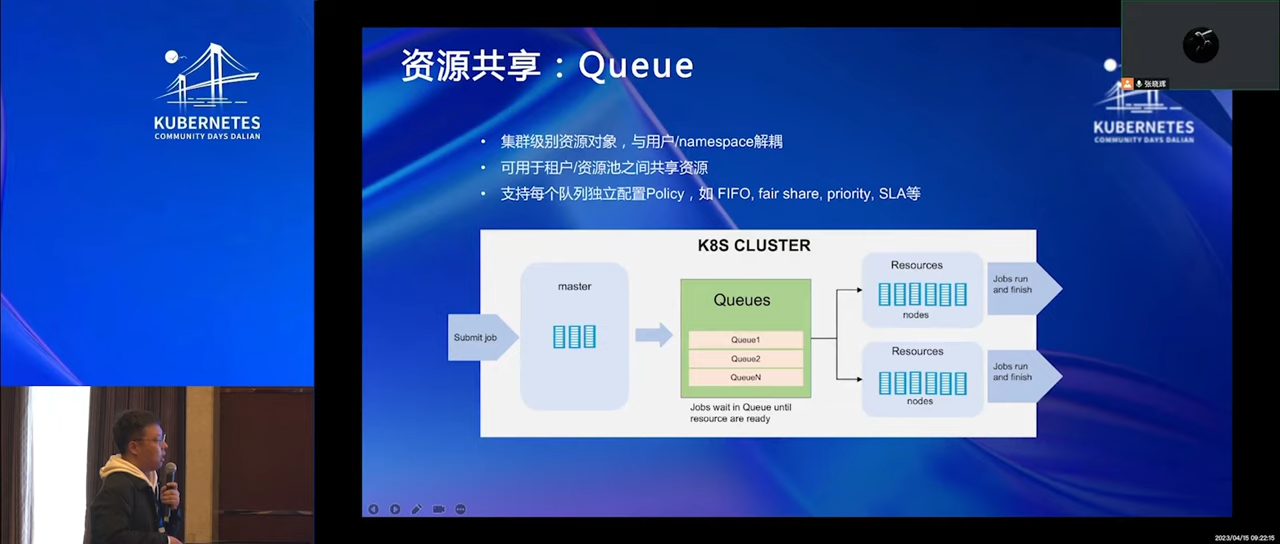 KUBERNETES
COMMUNITY DAYS DALIAN
资源共享：Queue
张晓辉
KUBERNETES
COMMUNITY DAYS DALIAN
• 集群级别资源对象，与用户/namespace解耦
• 可用于租户/资源池之间共享资源
• 支持每个队列独立配置Policy，如 FIFO, fair share, priority, SLA等
K8S CLUSTER
Submit job
master
Queues
Queue1
Queue2
QueueN
Jobs wait in Queue until
resource are ready
Resources
nodes
Jobs run
and finish
Resources
nodes
Jobs run
and finish
2023/04/15 09:22:15